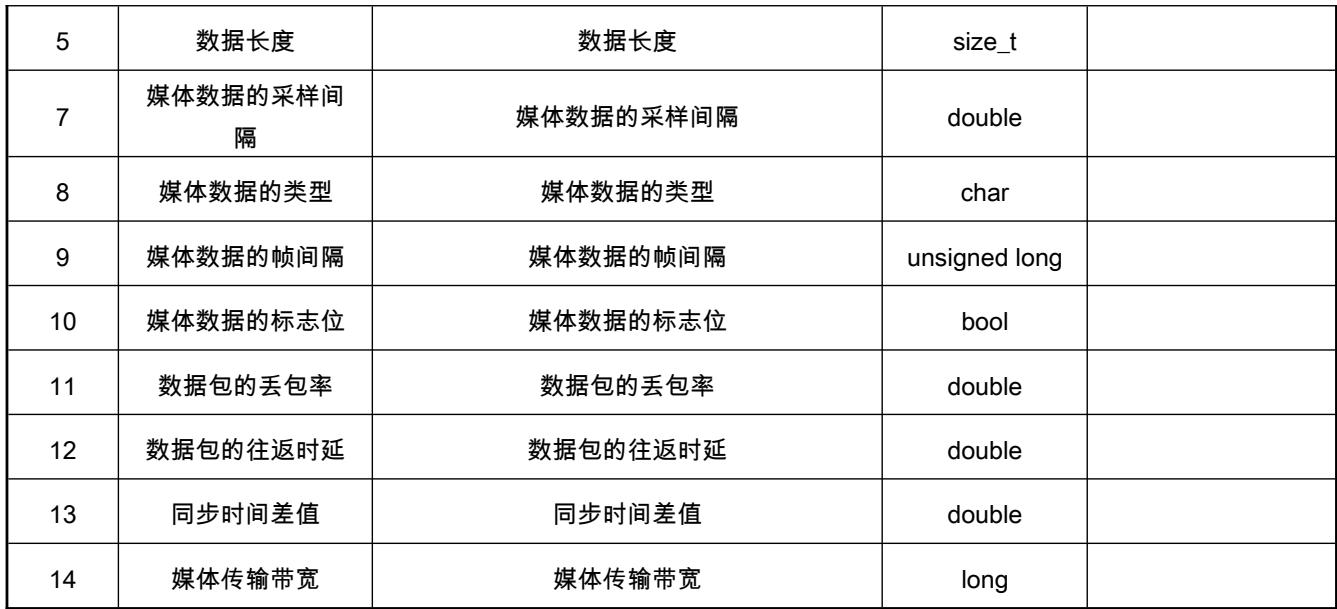 5 数据长度 数据长度 size_t
7 媒体数据的采样间隔 媒体数据的采样间隔 double
8 媒体数据的类型 媒体数据的类型 char
9 媒体数据的帧间隔 媒体数据的帧间隔 unsigned long
10 媒体数据的标志位 媒体数据的标志位 bool
11 数据包的丢包率 数据包的丢包率 double
12 数据包的往返时延 数据包的往返时延 double
13 同步时间差值 同步时间差值 double
14 媒体传输带宽 媒体传输带宽 long